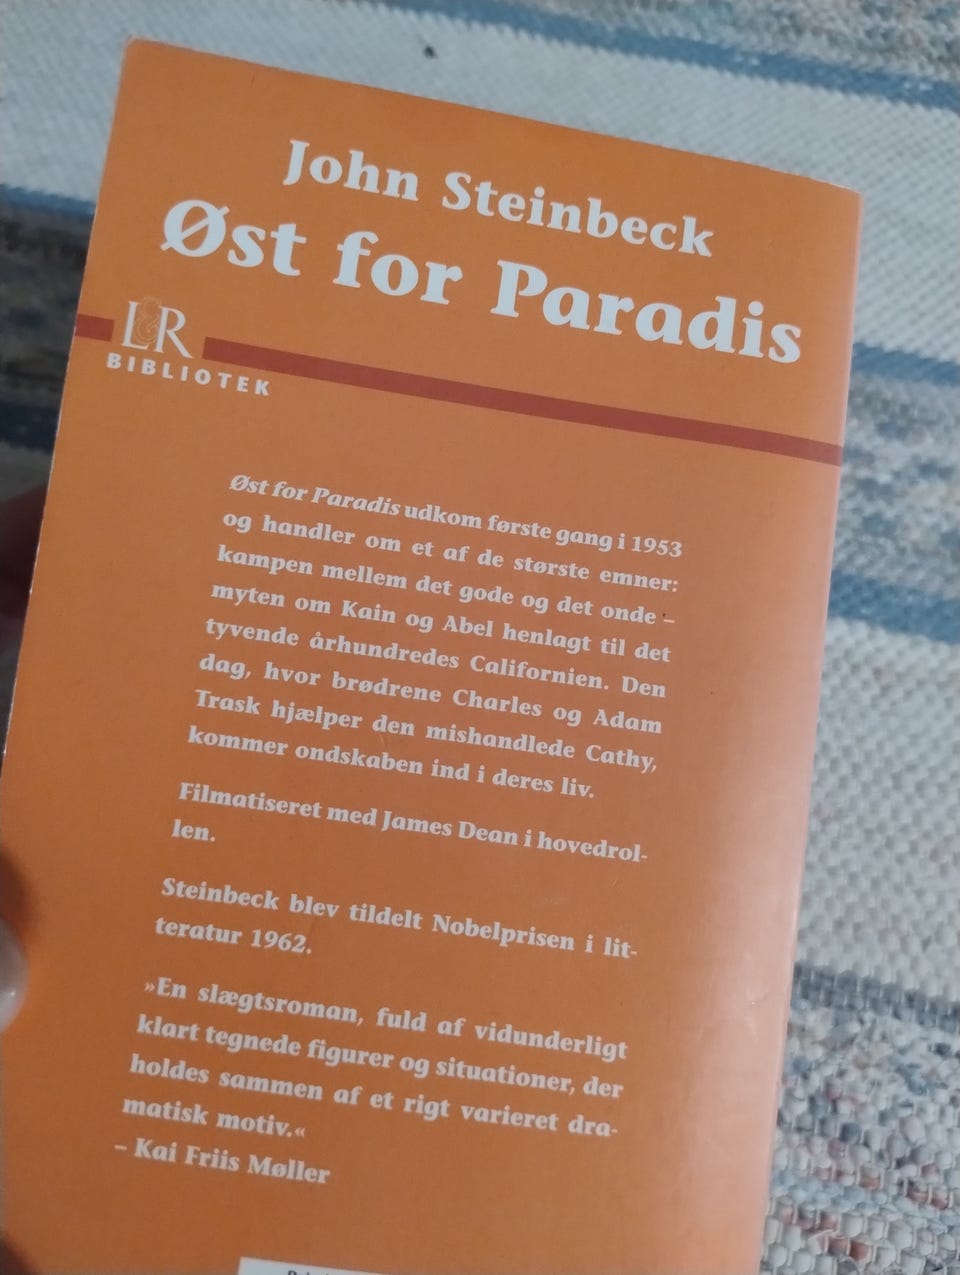 John Steinbeck
Øst for Paradis
L&R
BIBLIOTEK
Øst for Paradis udkom første gang i 1953
og handler om et af de største emner:
kampen mellem det gode og det onde –
myten om Kain og Abel henlagt til det
tyvende århundredes Californien. Den
dag, hvor brødrene Charles og Adam
Trask hjælper den mishandlede Cathy,
kommer ondskaben ind i deres liv.
Filmatiseret med James Dean i hovedrol-
len.
Steinbeck blev tildelt Nobelprisen i lit-
teratur 1962.
»En slægtsroman, fuld af vidunderligt
klart tegnede figurer og situationer, der
holdes sammen af et rigt varieret dra-
matisk motiv.«
– Kai Friis Møller